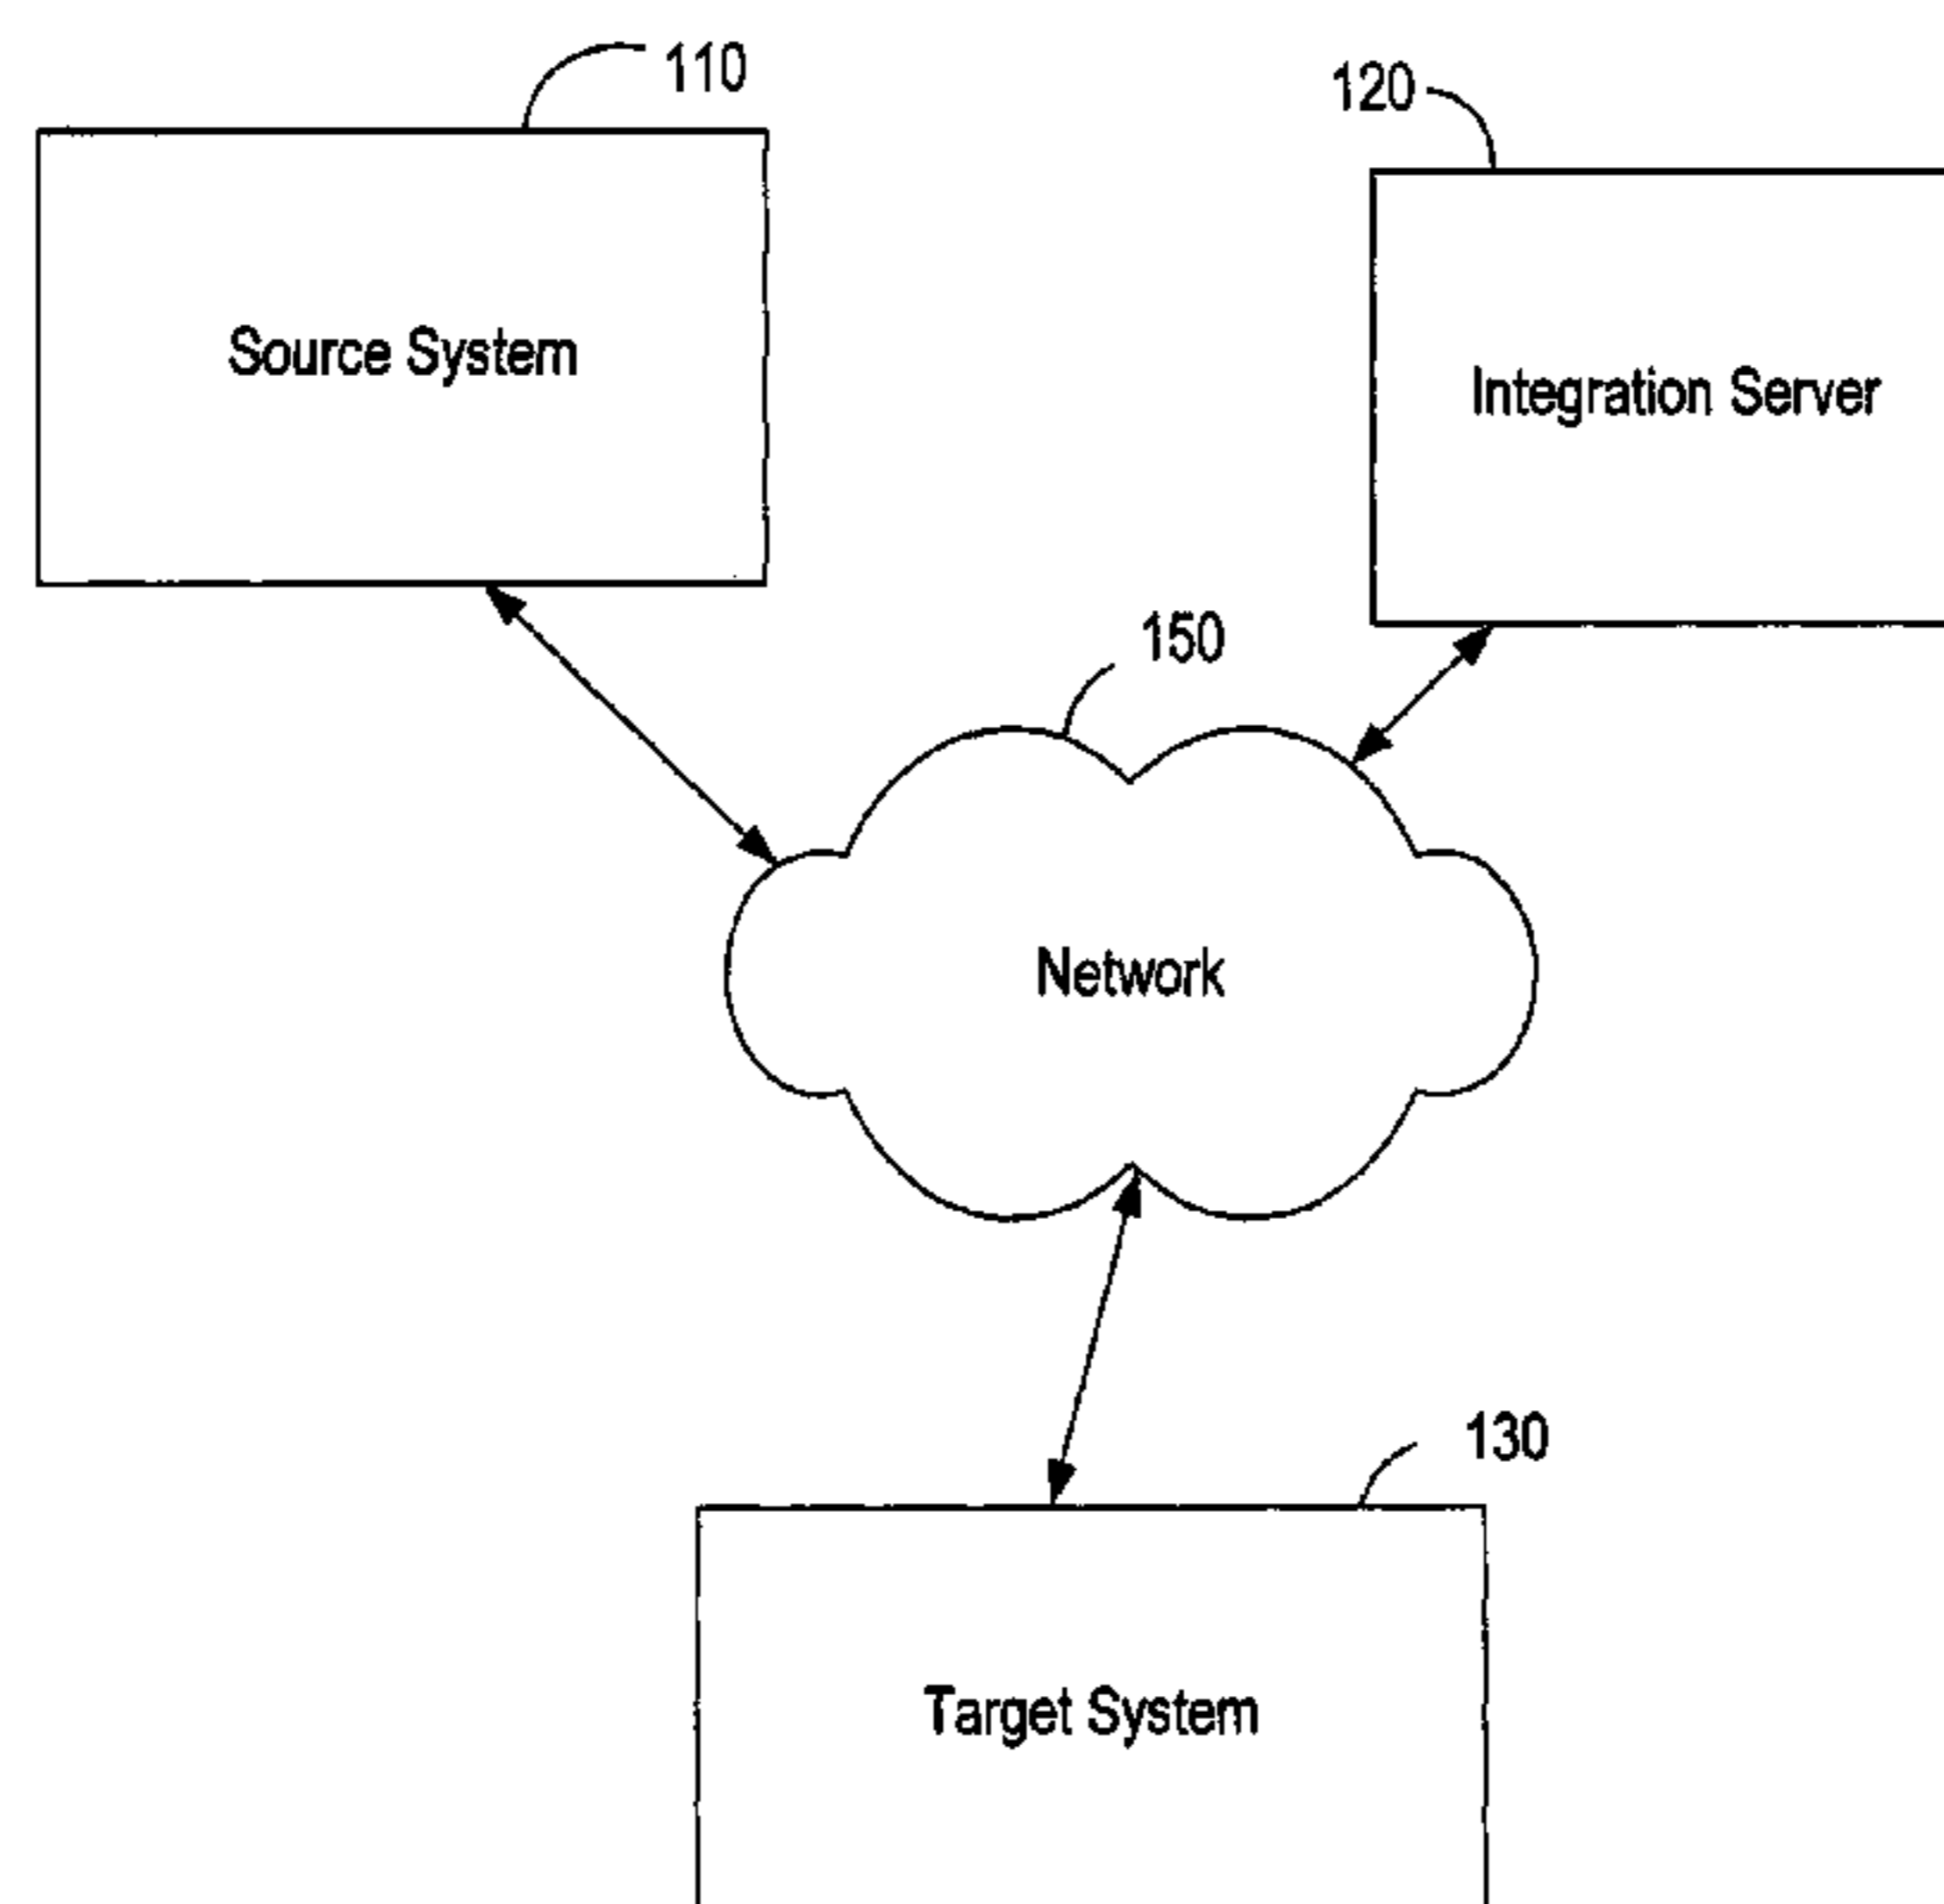 110
120
Source System
Integration Server
150
Network
130
Target System